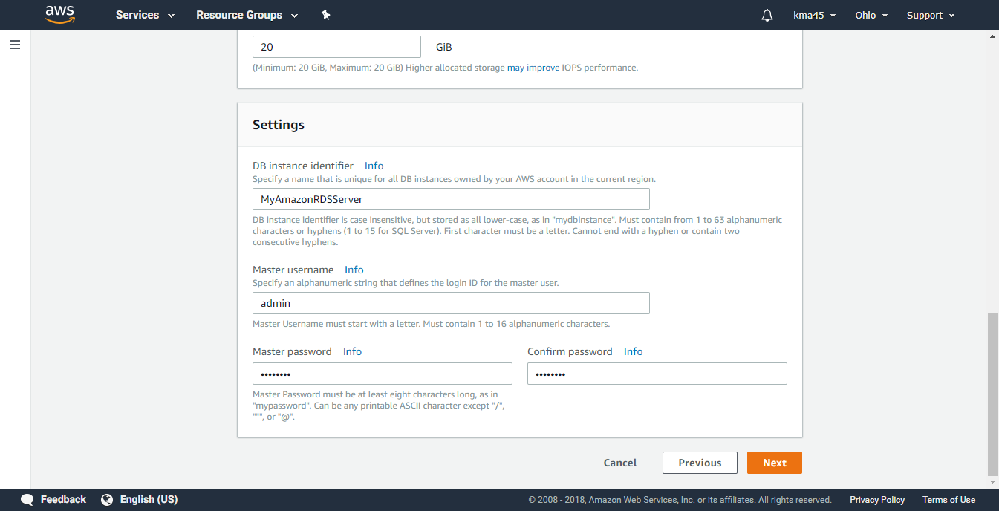 aws Services Resource Groups kma45 Ohio Support
20 GiB
(Minimum: 20 GiB, Maximum: 20 GiB) Higher allocated storage may improve IOPS performance.
Settings
DB instance identifier Info
Specify a name that is unique for all DB instances owned by your AWS account in the current region.
MyAmazonRDSServer
DB instance identifier is case insensitive, but stored as all lower-case, as in "mydbinstance". Must contain from 1 to 63 alphanumeric
characters or hyphens (1 to 15 for SQL Server). First character must be a letter. Cannot end with a hyphen or contain two
consecutive hyphens.
Master username Info
Specify an alphanumeric string that defines the login ID for the master user.
admin
Master Username must start with a letter. Must contain 1 to 16 alphanumeric characters.
Master password Info Confirm password Info
•••••••• ••••••••
Master Password must be at least eight characters long, as in
"mypassword". Can be any printable ASCII character except "/",
""", or "@".
Cancel Previous Next
Feedback English (US) © 2008 - 2018, Amazon Web Services, Inc. or its affiliates. All rights reserved. Privacy Policy Terms of Use